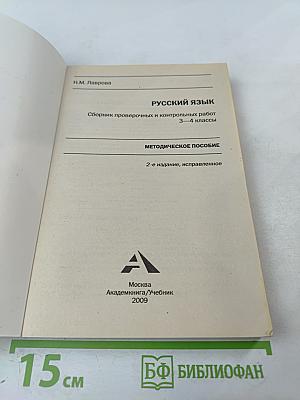 Н.М. Лаврова
РУССКИЙ ЯЗЫК
Сборник проверочных и контрольных работ
3—4 классы
МЕТОДИЧЕСКОЕ ПОСОБИЕ
2-е издание, исправленное
Москва
Академкнига/Учебник
2009
15 см
БФ БИБЛИОФАН